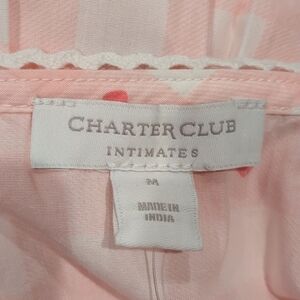 CHARTER CLUB
INTIMATES
M
MADE IN
INDIA